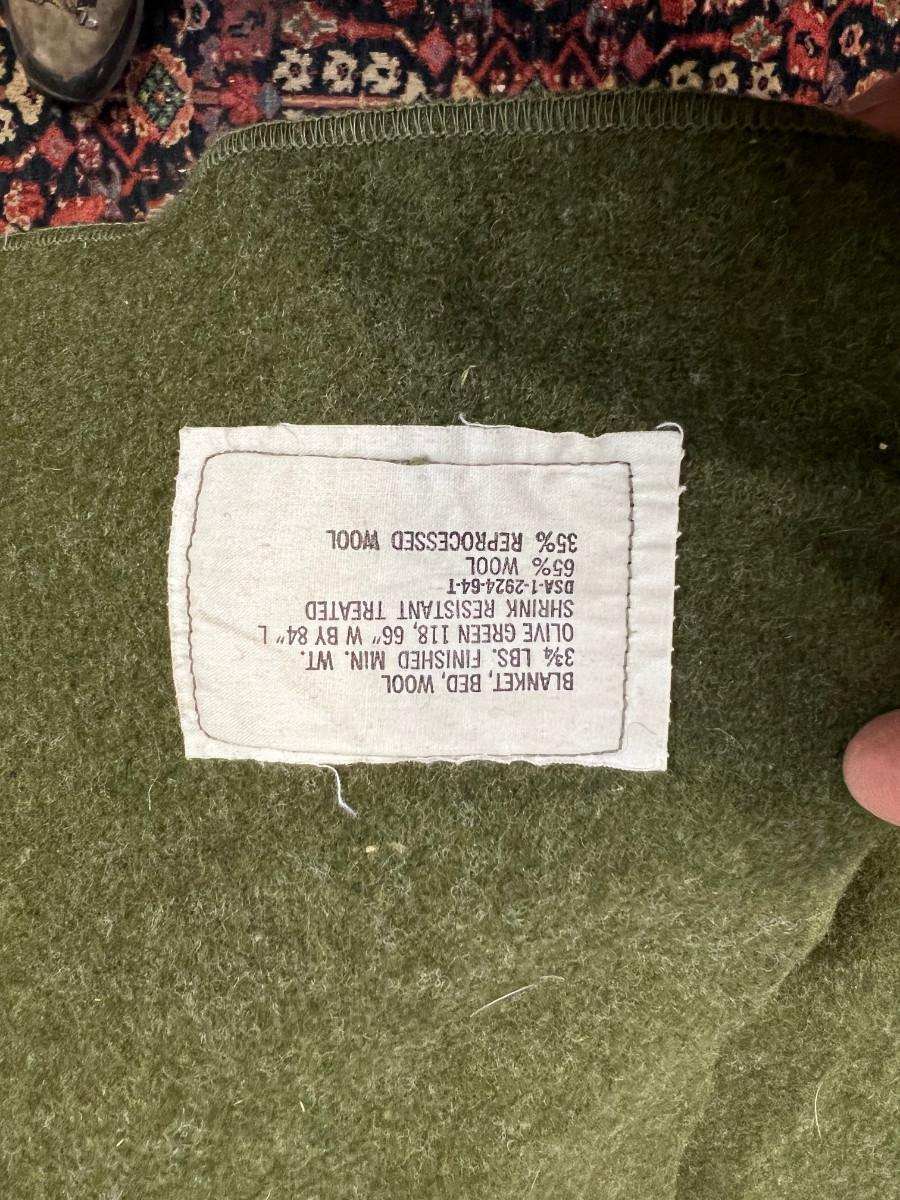 BLANKET, BED, WOOL
3¾ LBS. FINISHED MIN. WT.
OLIVE GREEN 118, 66" W BY 84" L
SHRINK RESISTANT TREATED
DSA-1-2924-64-T
65% WOOL
35% REPROCESSED WOOL